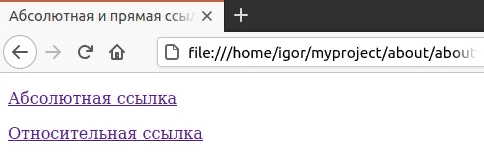 Абсолютная и прямая ссыл
file:///home/igor/myproject/about/about
Абсолютная ссылка
Относительная ссылка